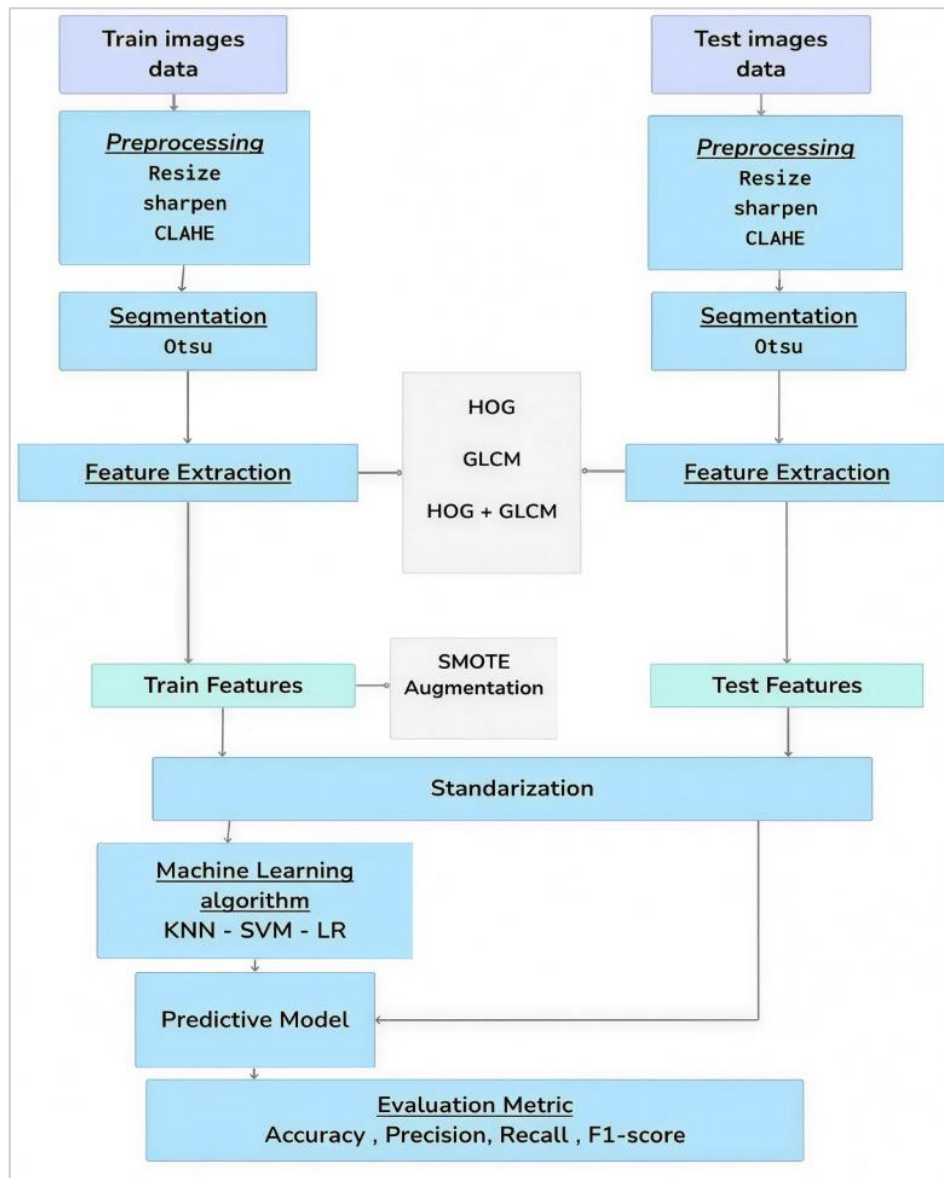 Train images
data
Test images
data
Preprocessing
Resize
sharpen
CLAHE
Preprocessing
Resize
sharpen
CLAHE
Segmentation
Otsu
Segmentation
Otsu
HOG
GLCM
HOG + GLCM
Feature Extraction
Feature Extraction
Train Features
SMOTE
Augmentation
Test Features
Standarization
Machine Learning
algorithm
KNN - SVM - LR
Predictive Model
Evaluation Metric
Accuracy , Precision, Recall , F1-score